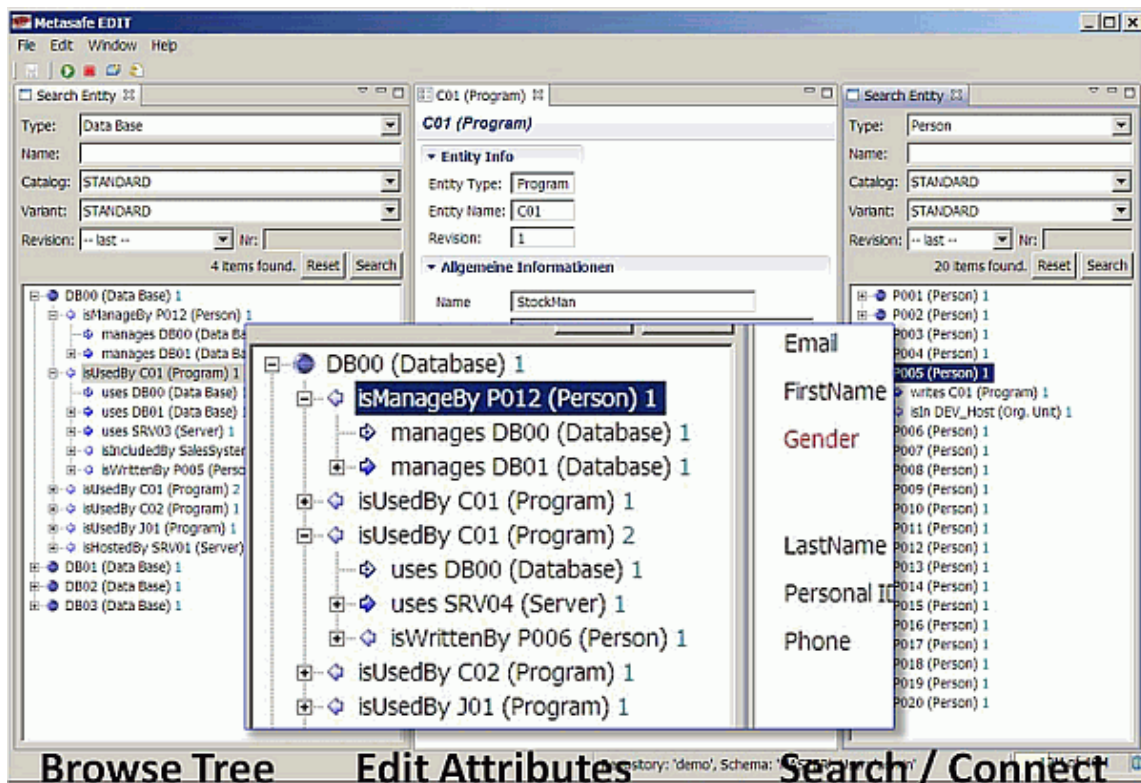 Metasafe EDIT
File Edit Window Help
Search Entity
Type: Data Base
Name:
Catalog: STANDARD
Variant: STANDARD
Revision: -- last -- Nr:
4 items found. Reset Search
DB00 (Data Base) 1
isManageBy P012 (Person) 1
manages DB00 (Data Ba
manages DB01 (Data Ba
isUsedBy C01 (Program) 1
uses DB00 (Data Base)
uses DB01 (Data Base)
uses SRV03 (Server) 1
isIncludedBy SalesSyster
isWrittenBy P005 (Perso
isUsedBy C01 (Program) 2
isUsedBy C02 (Program) 1
isUsedBy J01 (Program) 1
isHostedBy SRV01 (Server)
DB01 (Data Base) 1
DB02 (Data Base) 1
DB03 (Data Base) 1
C01 (Program)
C01 (Program)
Entity Info
Entity Type: Program
Entity Name: C01
Revision: 1
Allgemeine Informationen
Name StockMan
DB00 (Database) 1
isManageBy P012 (Person) 1
manages DB00 (Database) 1
manages DB01 (Database) 1
isUsedBy C01 (Program) 1
isUsedBy C01 (Program) 2
uses DB00 (Database) 1
uses SRV04 (Server) 1
isWrittenBy P006 (Person) 1
isUsedBy C02 (Program) 1
isUsedBy J01 (Program) 1
Email
FirstName
Gender
LastName
Personal ID
Phone
Search Entity
Type: Person
Name:
Catalog: STANDARD
Variant: STANDARD
Revision: -- last -- Nr:
20 items found. Reset Search
P001 (Person) 1
P002 (Person) 1
P003 (Person) 1
P004 (Person) 1
P005 (Person) 1
writes C01 (Program) 1
isIn DEV_Host (Org. Unit) 1
P006 (Person) 1
P007 (Person) 1
P008 (Person) 1
P009 (Person) 1
P010 (Person) 1
P011 (Person) 1
P012 (Person) 1
P013 (Person) 1
P014 (Person) 1
P015 (Person) 1
P016 (Person) 1
P017 (Person) 1
P018 (Person) 1
P019 (Person) 1
P020 (Person) 1
Browse Tree Edit Attributes Search/ Connect
'demo', Schema: